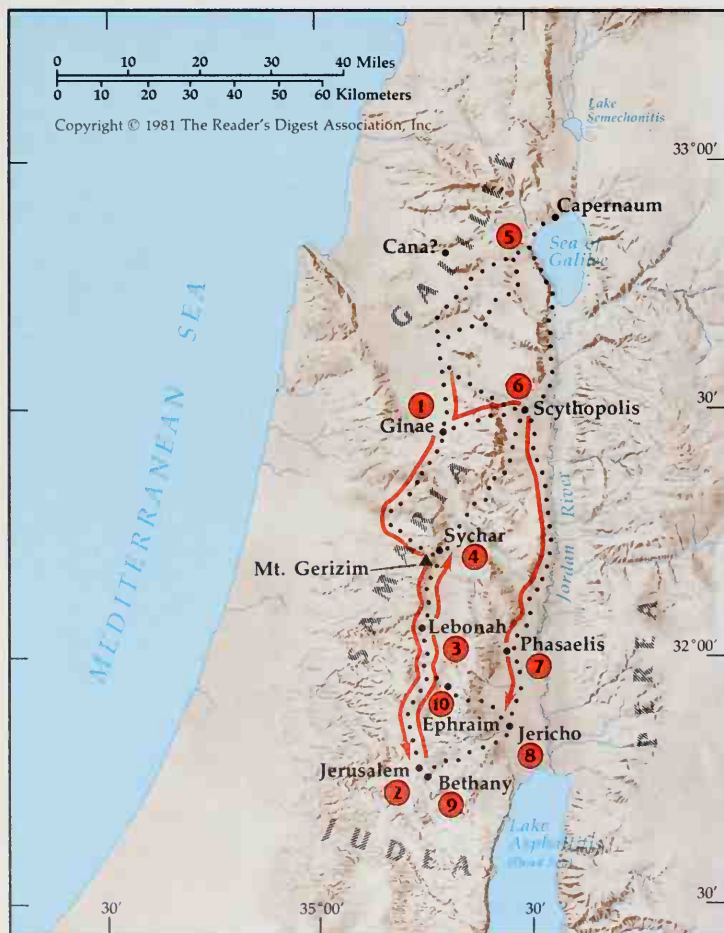 0 10 20 30 40 Miles
0 10 20 30 40 50 60 Kilometers
Copyright © 1981 The Reader's Digest Association, Inc.
Lake
Semechonitis
33°00'
Capernaum
5
Cana?
Sea of
Galilee
GALILEE
MEDITERRANEAN SEA
6
1
Scythopolis
30'
Ginae
SAMARIA
Jordan River
Sychar
4
Mt. Gerizim
Lebonah
3
Phasaelis
32°00'
7
PEREA
10
Ephraim
Jericho
8
Jerusalem
2
Bethany
9
JUDEA
Lake
Asphaltitis
(Dead Sea)
30'
30'
35°00'
30'